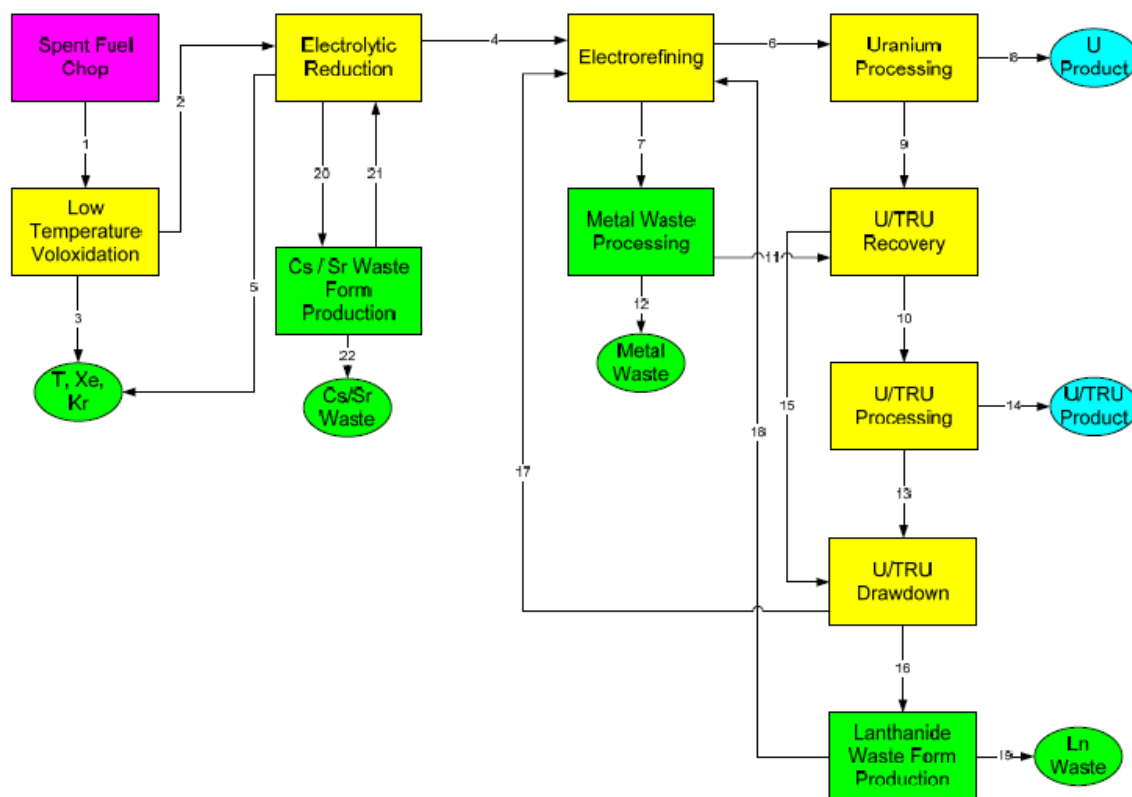 Spent Fuel
Chop
Electrolytic
Reduction
4
Electrorefining
6
Uranium
Processing
8
U
Product
2
1
20
21
7
9
Low
Temperature
Voloxidation
Metal Waste
Processing
11
U/TRU
Recovery
Cs / Sr Waste
Form
Production
5
3
12
10
22
T, Xe,
Kr
Cs/Sr
Waste
Metal
Waste
15
U/TRU
Processing
14
U/TRU
Product
18
17
13
U/TRU
Drawdown
16
Lanthanide
Waste Form
Production
19
Ln
Waste